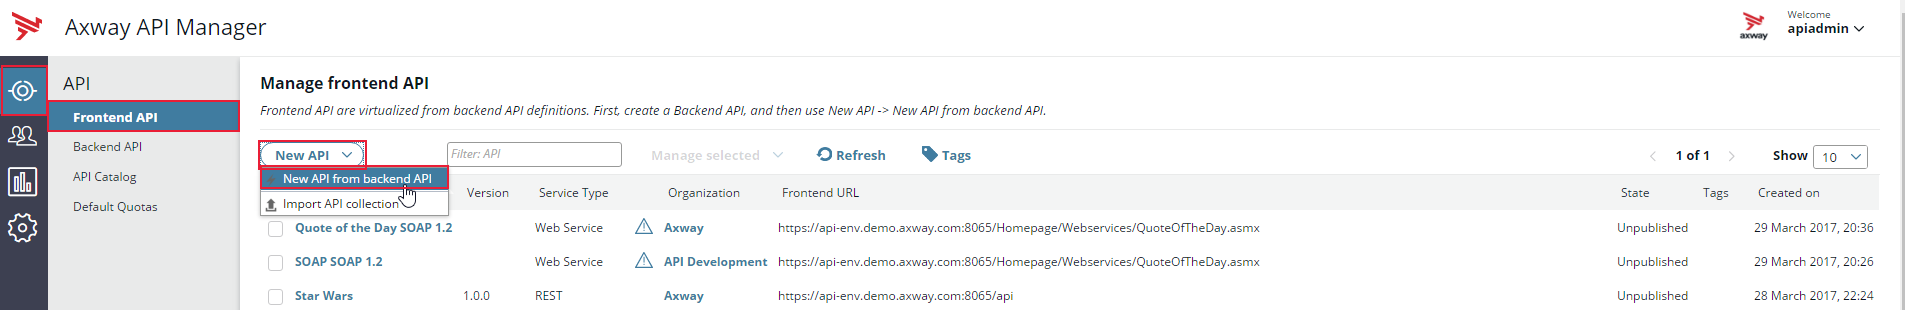 Axway API Manager
axway
Welcome
apiadmin
API
Frontend API
Backend API
API Catalog
Default Quotas
Manage frontend API
Frontend API are virtualized from backend API definitions. First, create a Backend API, and then use New API -> New API from backend API.
New API
Filter: API
Manage selected
Refresh
Tags
1 of 1
Show
10
New API from backend API
Import API collection
Version Service Type Organization Frontend URL State Tags Created on
Quote of the Day SOAP 1.2 Web Service Axway https://api-env.demo.axway.com:8065/Homepage/Webservices/QuoteOfTheDay.asmx Unpublished 29 March 2017, 20:36
SOAP SOAP 1.2 Web Service API Development https://api-env.demo.axway.com:8065/Homepage/Webservices/QuoteOfTheDay.asmx Unpublished 29 March 2017, 20:26
Star Wars 1.0.0 REST Axway https://api-env.demo.axway.com:8065/api Unpublished 28 March 2017, 22:24